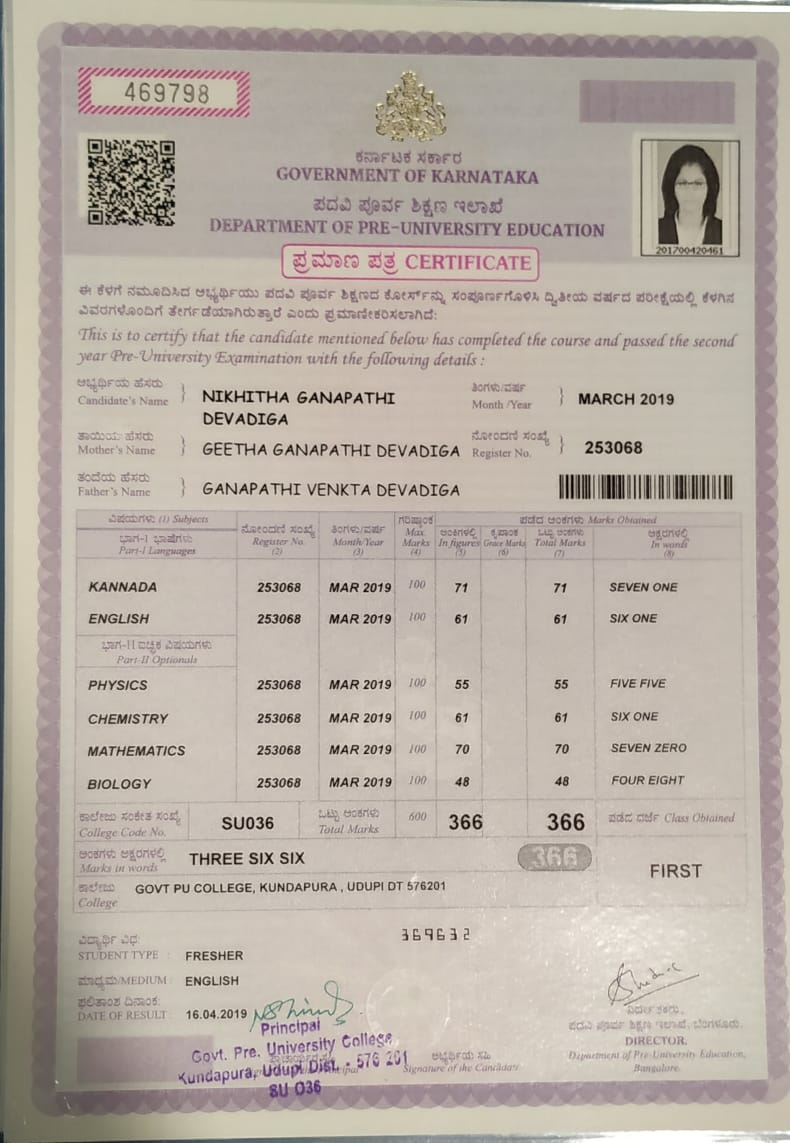 469798
ಕರ್ನಾಟಕ ಸರ್ಕಾರ
GOVERNMENT OF KARNATAKA
ಪದವಿ ಪೂರ್ವ ಶಿಕ್ಷಣ ಇಲಾಖೆ
DEPARTMENT OF PRE-UNIVERSITY EDUCATION
201700420461
ಪ್ರಮಾಣ ಪತ್ರ CERTIFICATE
ಈ ಕೆಳಗೆ ನಮೂದಿಸಿದ ಅಭ್ಯರ್ಥಿಯು ಪದವಿ ಪೂರ್ವ ಶಿಕ್ಷಣದ ಕೋರ್ಸ್‌ನ್ನು ಸಂಪೂರ್ಣಗೊಳಿಸಿ ದ್ವಿತೀಯ ವರ್ಷದ ಪರೀಕ್ಷೆಯಲ್ಲಿ ಕೆಳಗಿನ
ವಿವರಗಳೊಂದಿಗೆ ತೇರ್ಗಡೆಯಾಗಿರುತ್ತಾರೆ ಎಂದು ಪ್ರಮಾಣೀಕರಿಸಲಾಗಿದೆ:
This is to certify that the candidate mentioned below has completed the course and passed the second
year Pre-University Examination with the following details :
ಅಭ್ಯರ್ಥಿಯ ಹೆಸರು ತಿಂಗಳು/ವರ್ಷ
Candidate's Name } NIKHITHA GANAPATHI Month /Year } MARCH 2019
DEVADIGA
ತಾಯಿಯ ಹೆಸರು ನೋಂದಣಿ ಸಂಖ್ಯೆ
Mother's Name } GEETHA GANAPATHI DEVADIGA Register No. } 253068
ತಂದೆಯ ಹೆಸರು
Father's Name } GANAPATHI VENKTA DEVADIGA
ವಿಷಯಗಳು (1) Subjects ನೋಂದಣಿ ಸಂಖ್ಯೆ ತಿಂಗಳು/ವರ್ಷ ಗರಿಷ್ಠಾಂಕ ಪಡೆದ ಅಂಕಗಳು Marks Obtained
ಭಾಗ-I ಭಾಷೆಗಳು Register No. Month/Year Max. ಅಂಕಿಗಳಲ್ಲಿ ಕೃಪಾಂಕ ಒಟ್ಟು ಅಂಕಗಳು ಅಕ್ಷರಗಳಲ್ಲಿ
Part-I Languages (2) (3) Marks (4) In figures (5) Grace Marks (6) Total Marks (7) In words (8)
KANNADA 253068 MAR 2019 100 71 71 SEVEN ONE
ENGLISH 253068 MAR 2019 100 61 61 SIX ONE
ಭಾಗ-II ಐಚ್ಛಿಕ ವಿಷಯಗಳು
Part-II Optionals
PHYSICS 253068 MAR 2019 100 55 55 FIVE FIVE
CHEMISTRY 253068 MAR 2019 100 61 61 SIX ONE
MATHEMATICS 253068 MAR 2019 100 70 70 SEVEN ZERO
BIOLOGY 253068 MAR 2019 100 48 48 FOUR EIGHT
ಕಾಲೇಜು ಸಂಕೇತ ಸಂಖ್ಯೆ ಒಟ್ಟು ಅಂಕಗಳು
College Code No. SU036 Total Marks 600 366 366 ಪಡೆದ ದರ್ಜೆ Class Obtained
ಅಂಕಗಳು ಅಕ್ಷರಗಳಲ್ಲಿ
Marks in words THREE SIX SIX 366
FIRST
ಕಾಲೇಜು GOVT PU COLLEGE, KUNDAPURA , UDUPI DT 576201
College
369632
ವಿದ್ಯಾರ್ಥಿ ವಿಧ:
STUDENT TYPE : FRESHER
ಮಾಧ್ಯಮ/MEDIUM : ENGLISH
ಫಲಿತಾಂಶ ದಿನಾಂಕ:
DATE OF RESULT : 16.04.2019
Principal
Govt. Pre. University College
Kundapura, Udupi Dist. - 576 201
SU 036
ಅಭ್ಯರ್ಥಿಯ ಸಹಿ
Signature of the Candidate
ನಿರ್ದೇಶಕರು,
ಪದವಿ ಪೂರ್ವ ಶಿಕ್ಷಣ ಇಲಾಖೆ, ಬೆಂಗಳೂರು.
DIRECTOR,
Department of Pre-University Education,
Bangalore.